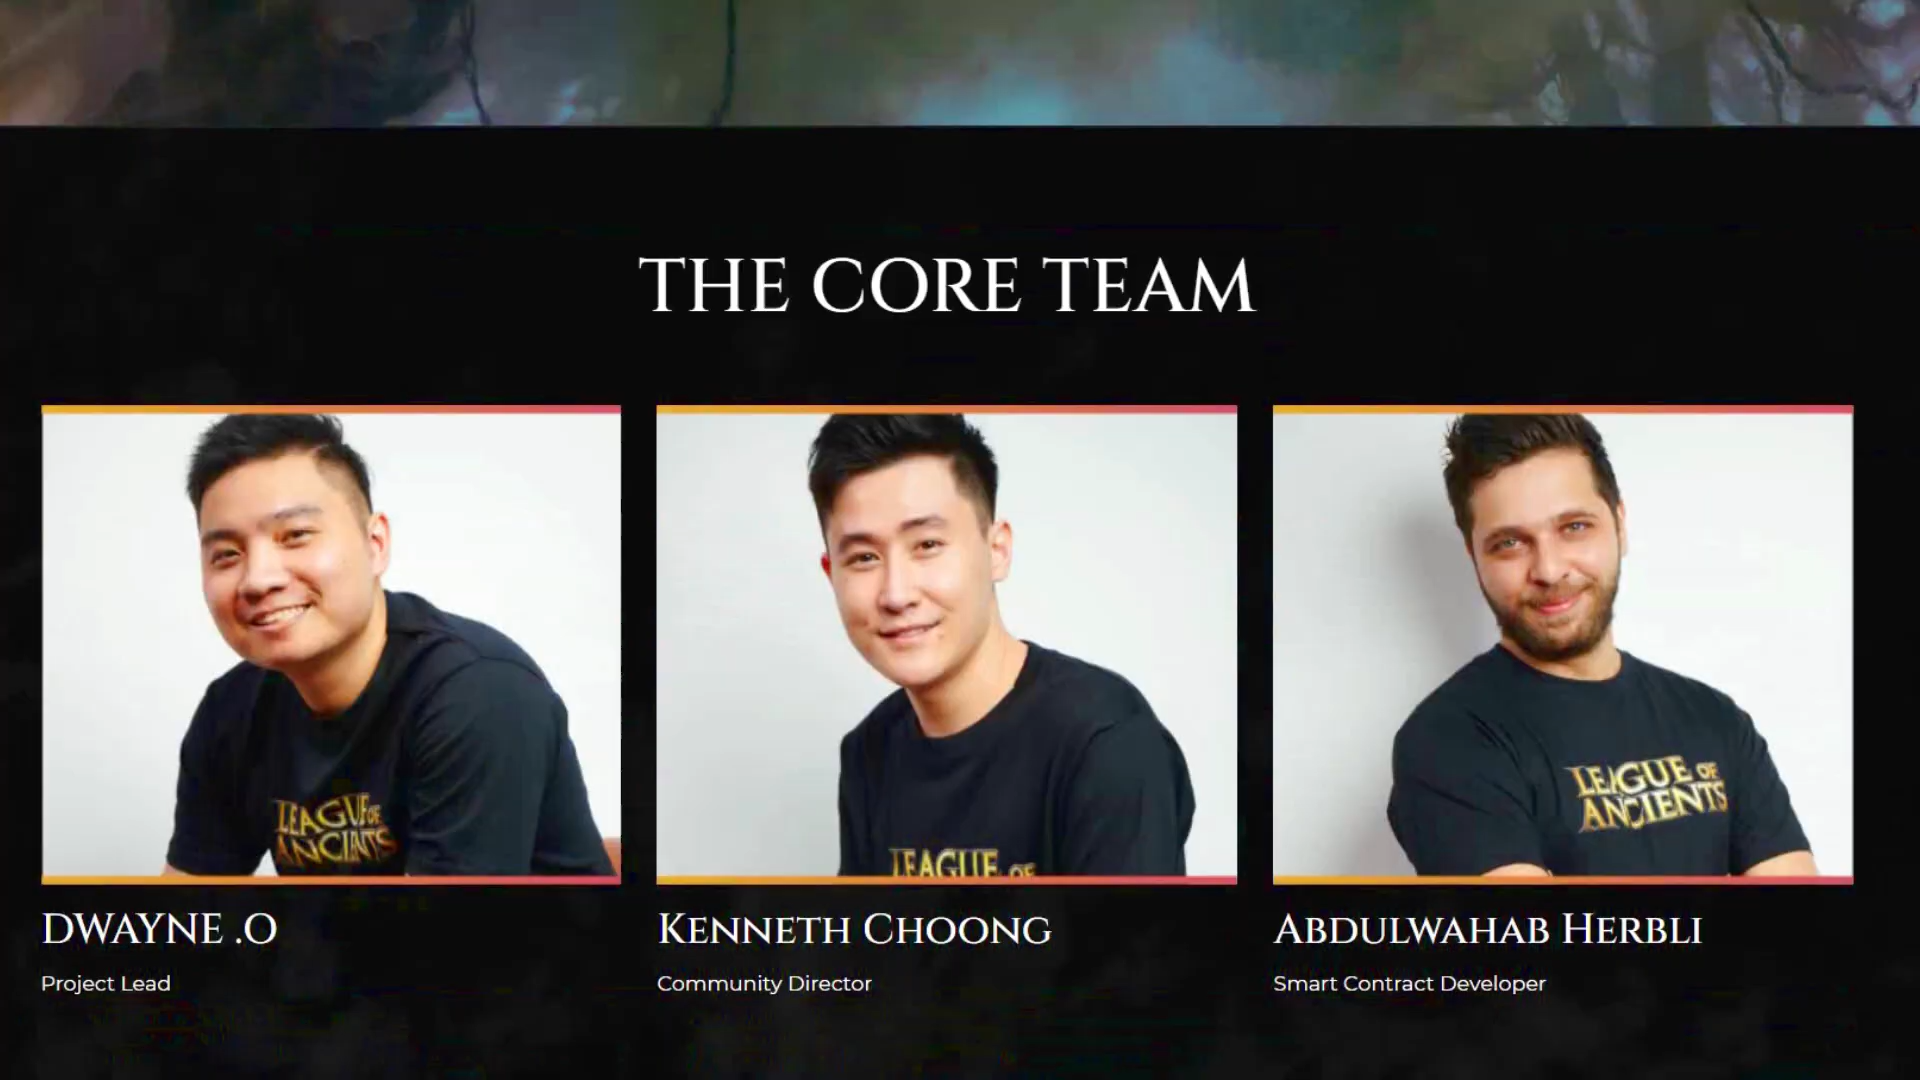 THE CORE TEAM
LEAGUE OF
ANCIENTS
LEAGUE OF
LEAGUE OF
ANCIENTS
DWAYNE .O
Kenneth Choong
Abdulwahab Herbli
Project Lead
Community Director
Smart Contract Developer